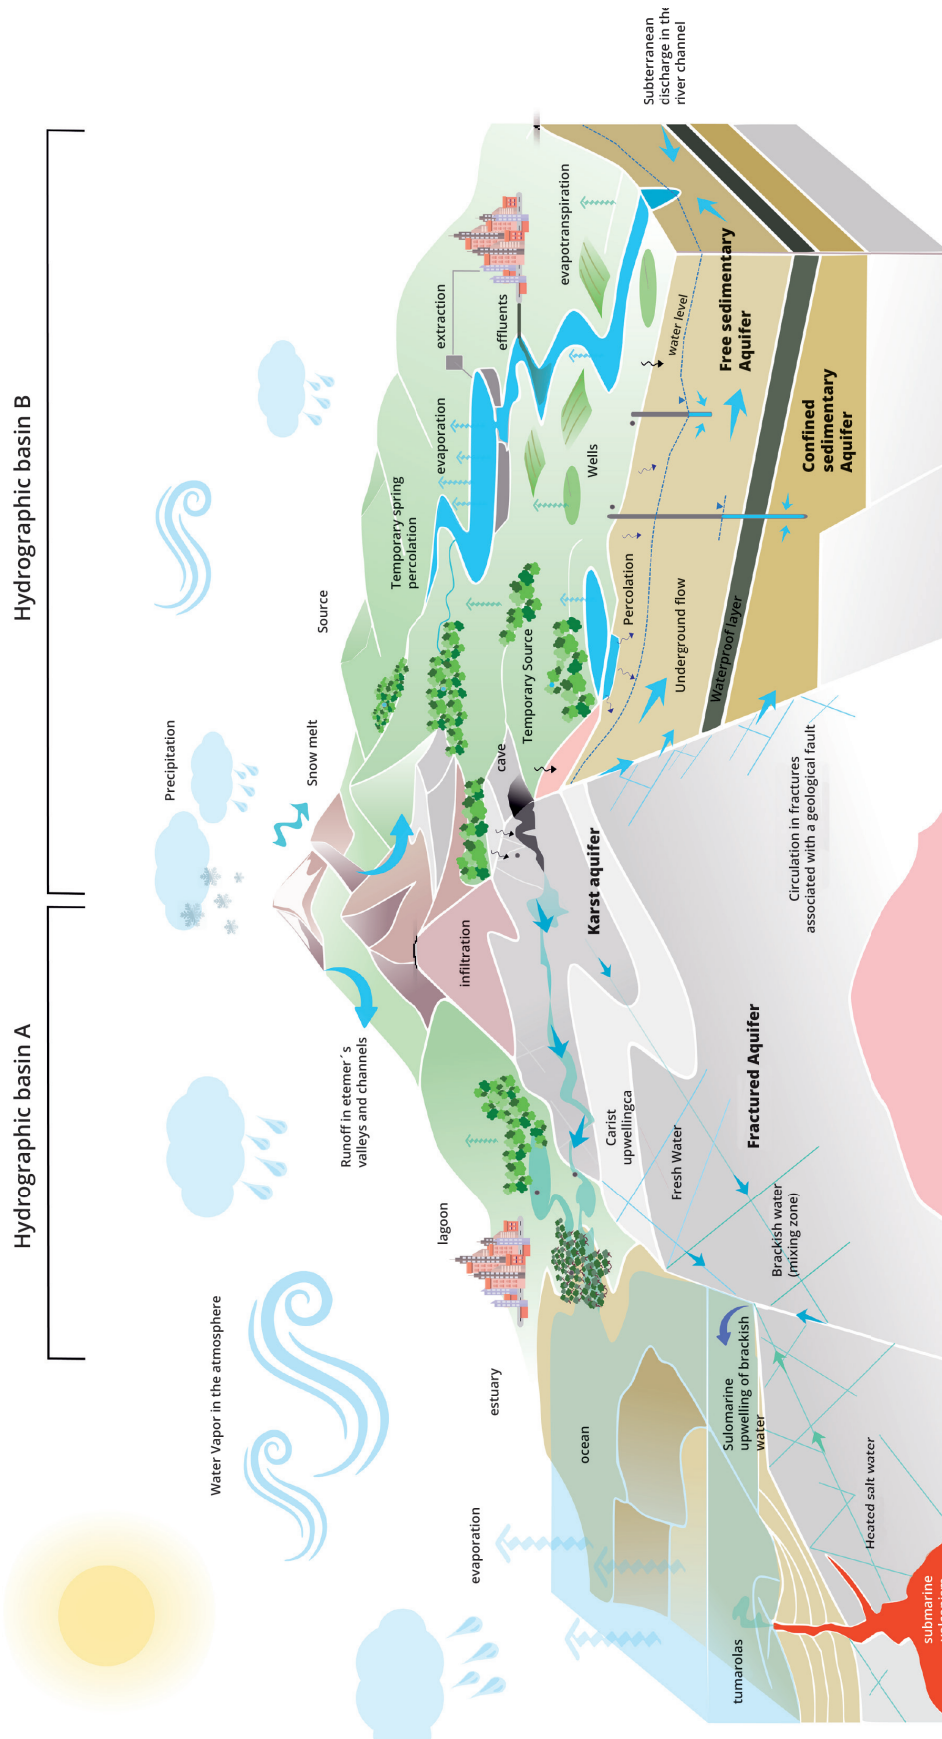 Hydrographic basin A
Hydrographic basin B
Water Vapor in the atmosphere
Precipitation
Snow melt
Source
Runoff in etemer´s
valleys and channels
Temporary spring
percolation
evaporation
extraction
effluents
evapotranspiration
Subterranean
discharge in the
river channel
evaporation
estuary
lagoon
infiltration
cave
Temporary Source
Wells
ocean
Carist
upwellingca
Karst aquifer
Percolation
water level
Underground flow
Free sedimentary
Aquifer
Waterproof layer
Confined
sedimentary
Aquifer
tumarolas
Sulomarine
upwelling of brackish
water
Fresh Water
Brackish water
(mixing zone)
Fractured Aquifer
Circulation in fractures
associated with a geological fault
Heated salt water
submarine